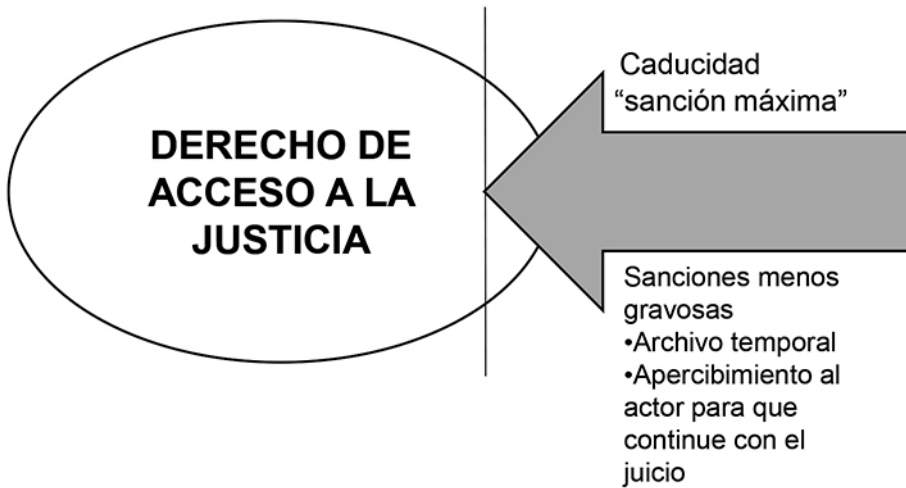 DERECHO DE
ACCESO A LA
JUSTICIA
Caducidad
“sanción máxima”
Sanciones menos
gravosas
•Archivo temporal
•Apercibimiento al
actor para que
continue con el
juicio